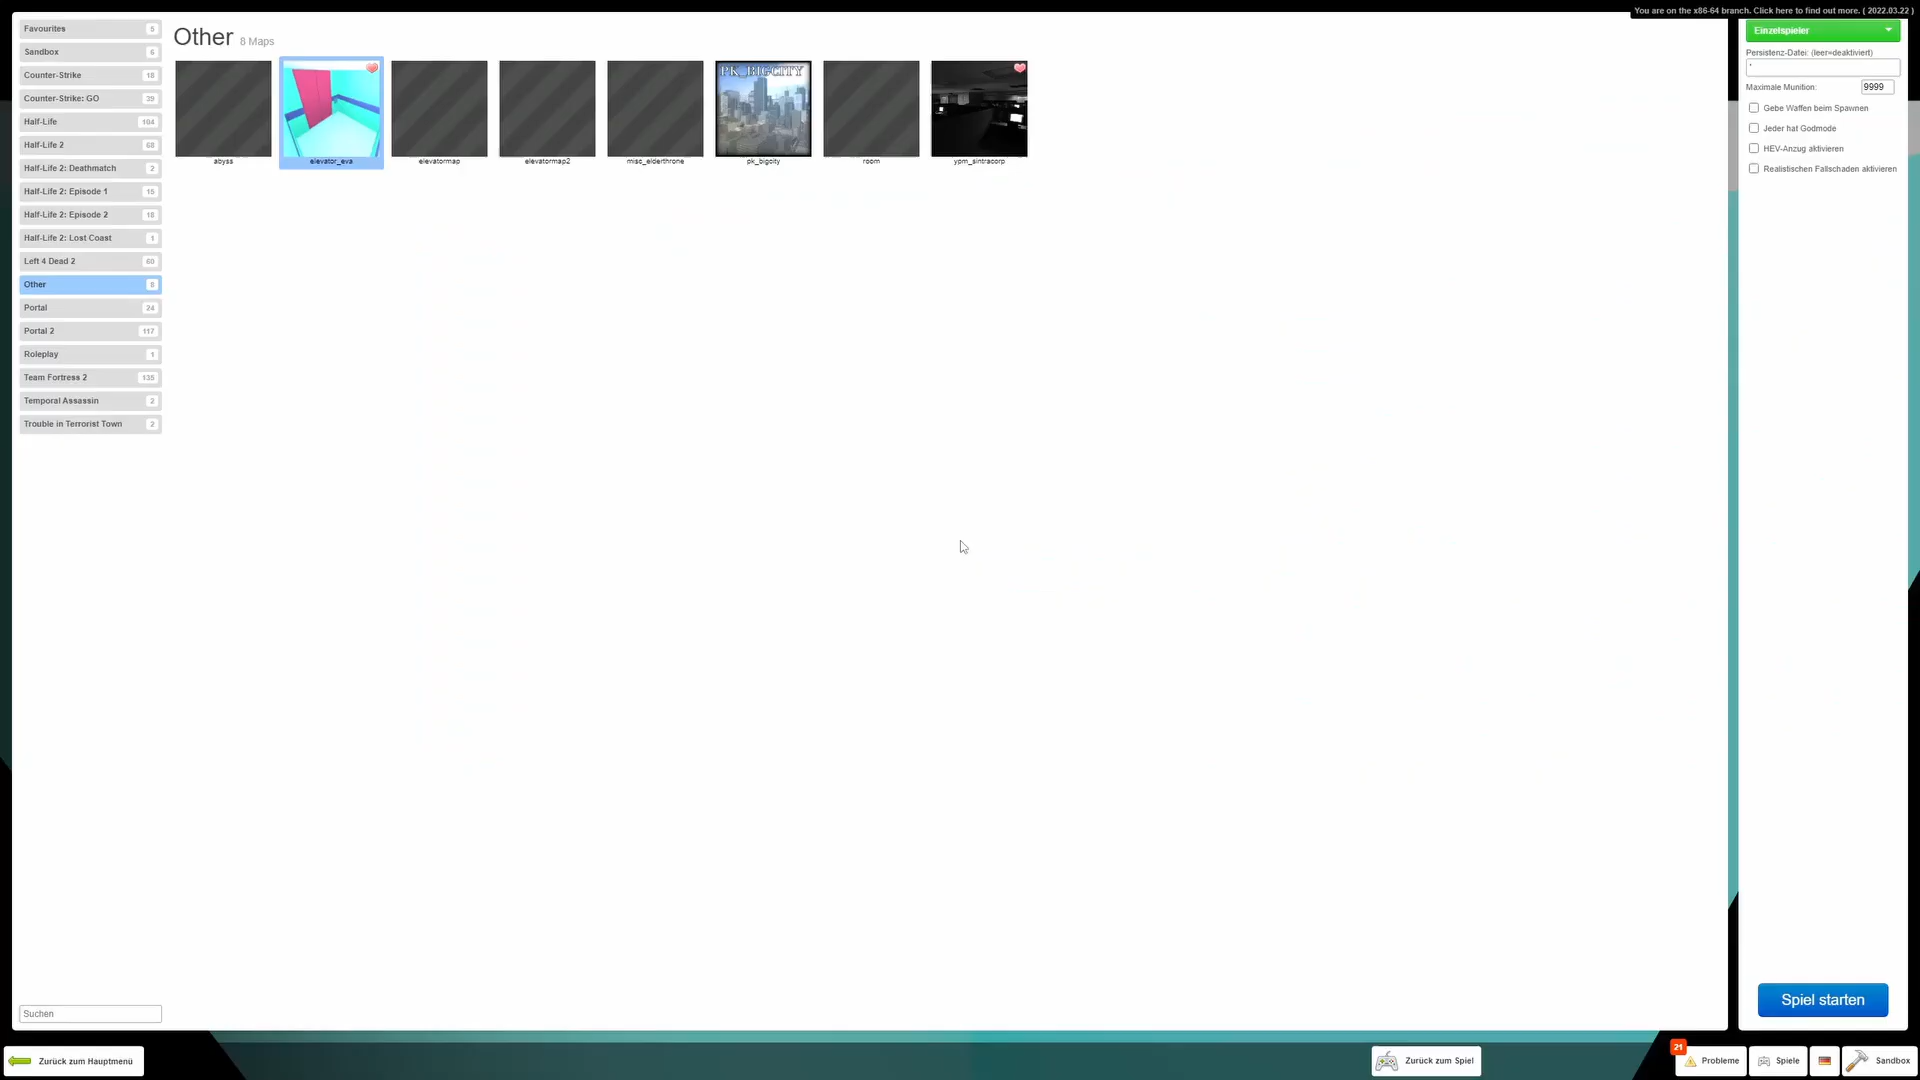 You are on the x86-64 branch. Click here to find out more. ( 2022.03.22 )
Favourites 5
Sandbox 6
Counter-Strike 18
Counter-Strike: GO 39
Half-Life 104
Half-Life 2 68
Half-Life 2: Deathmatch 2
Half-Life 2: Episode 1 15
Half-Life 2: Episode 2 18
Half-Life 2: Lost Coast 1
Left 4 Dead 2 60
Other 8
Portal 24
Portal 2 117
Roleplay 1
Team Fortress 2 135
Temporal Assassin 2
Trouble in Terrorist Town 2
Suchen
Other 8 Maps
PK_BIGCITY
abyss
elevator_eva
elevatormap
elevatormap2
misc_elderthrone
pk_bigcity
room
ypm_sintracorp
Einzelspieler
Persistenz-Datei: (leer=deaktiviert)
Maximale Munition: 9999
Gebe Waffen beim Spawnen
Jeder hat Godmode
HEV-Anzug aktivieren
Realistischen Fallschaden aktivieren
Spiel starten
Zurück zum Hauptmenü
Zurück zum Spiel
21
Probleme
Spiele
Sandbox